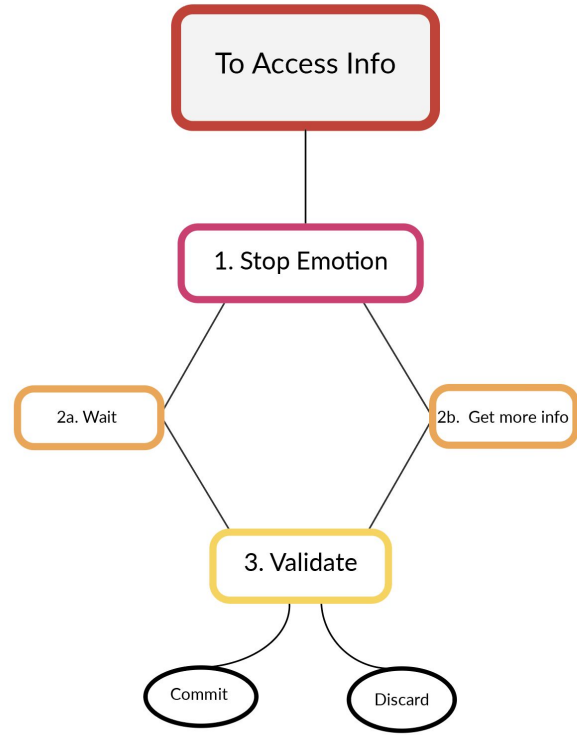 To Access Info
1. Stop Emotion
2a. Wait
2b. Get more info
3. Validate
Commit
Discard